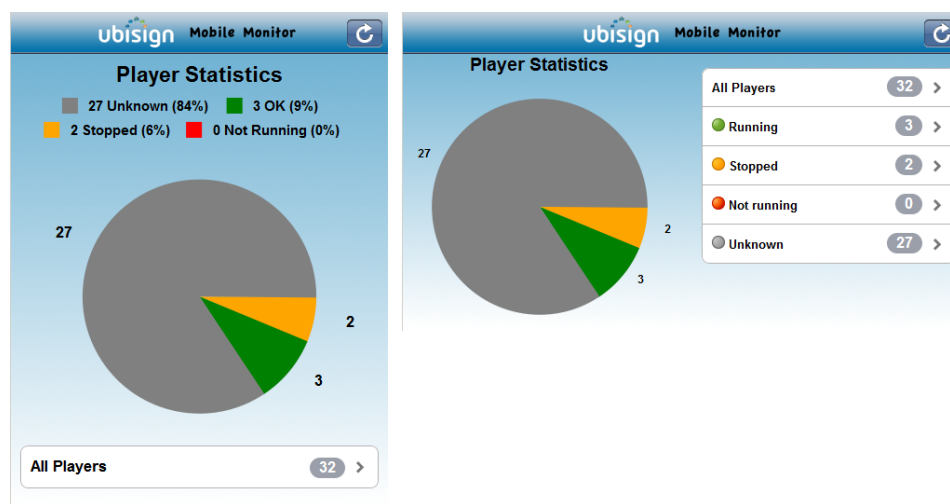 ubisign Mobile Monitor
Player Statistics
27 Unknown (84%) 3 OK (9%)
2 Stopped (6%) 0 Not Running (0%)
27
2
3
All Players 32
ubisign Mobile Monitor
Player Statistics
27
2
3
All Players 32
Running 3
Stopped 2
Not running 0
Unknown 27